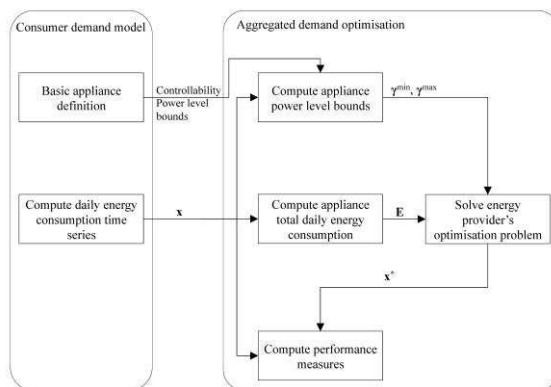 Consumer demand model
Aggregated demand optimisation
Basic appliance
definition
Controllability
Power level
bounds
Compute appliance
power level bounds
γmin, γmax
Compute daily energy
consumption time
series
x
Compute appliance
total daily energy
consumption
E
Solve energy
provider's
optimisation problem
x*
Compute performance
measures